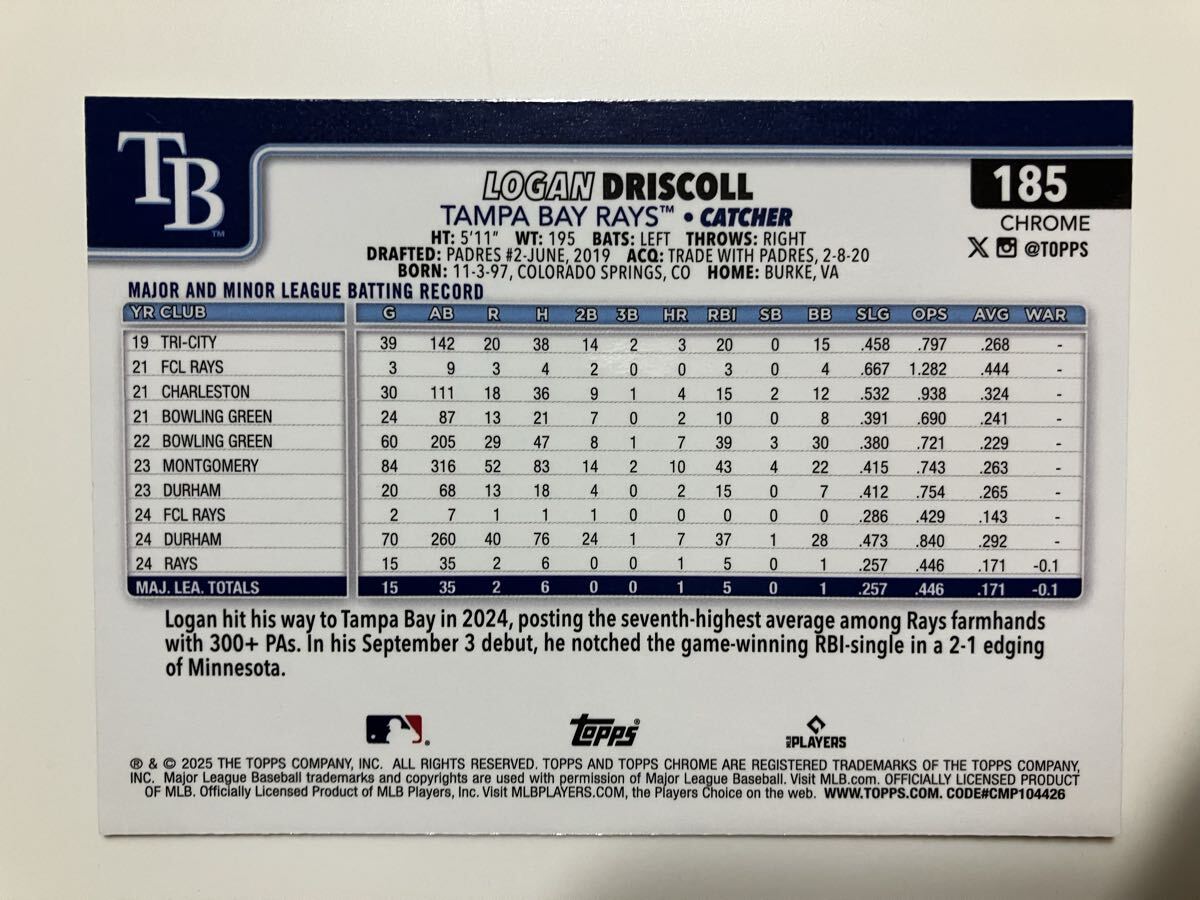 TB™
LOGAN DRISCOLL
TAMPA BAY RAYS™ • CATCHER
185
CHROME
X @TOPPS
HT: 5'11" WT: 195 BATS: LEFT THROWS: RIGHT
DRAFTED: PADRES #2-JUNE, 2019 ACQ: TRADE WITH PADRES, 2-8-20
BORN: 11-3-97, COLORADO SPRINGS, CO HOME: BURKE, VA
MAJOR AND MINOR LEAGUE BATTING RECORD
YR CLUB G AB R H 2B 3B HR RBI SB BB SLG OPS AVG WAR
19 TRI-CITY 39 142 20 38 14 2 3 20 0 15 .458 .797 .268 -
21 FCL RAYS 3 9 3 4 2 0 0 3 0 4 .667 1.282 .444 -
21 CHARLESTON 30 111 18 36 9 1 4 15 2 12 .532 .938 .324 -
21 BOWLING GREEN 24 87 13 21 7 0 2 10 0 8 .391 .690 .241 -
22 BOWLING GREEN 60 205 29 47 8 1 7 39 3 30 .380 .721 .229 -
23 MONTGOMERY 84 316 52 83 14 2 10 43 4 22 .415 .743 .263 -
23 DURHAM 20 68 13 18 4 0 2 15 0 7 .412 .754 .265 -
24 FCL RAYS 2 7 1 1 1 0 0 0 0 0 .286 .429 .143 -
24 DURHAM 70 260 40 76 24 1 7 37 1 28 .473 .840 .292 -
24 RAYS 15 35 2 6 0 0 1 5 0 1 .257 .446 .171 -0.1
MAJ. LEA. TOTALS 15 35 2 6 0 0 1 5 0 1 .257 .446 .171 -0.1
Logan hit his way to Tampa Bay in 2024, posting the seventh-highest average among Rays farmhands
with 300+ PAs. In his September 3 debut, he notched the game-winning RBI-single in a 2-1 edging
of Minnesota.
topps®
MLB PLAYERS
® & © 2025 THE TOPPS COMPANY, INC. ALL RIGHTS RESERVED. TOPPS AND TOPPS CHROME ARE REGISTERED TRADEMARKS OF THE TOPPS COMPANY,
INC. Major League Baseball trademarks and copyrights are used with permission of Major League Baseball. Visit MLB.com. OFFICIALLY LICENSED PRODUCT
OF MLB. Officially Licensed Product of MLB Players, Inc. Visit MLBPLAYERS.COM, the Players Choice on the web. WWW.TOPPS.COM. CODE#CMP104426